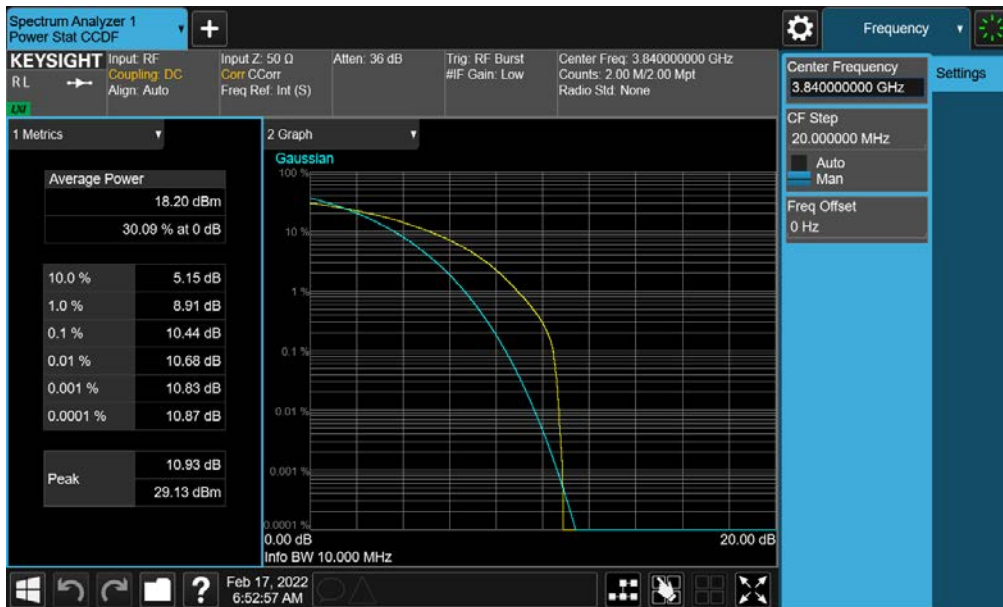 Spectrum Analyzer 1
Power Stat CCDF
+
Frequency
KEYSIGHT
RL
LXI
Input: RF
Coupling: DC
Align: Auto
Input Z: 50 Ω
Corr CCorr
Freq Ref: Int (S)
Atten: 36 dB
Trig: RF Burst
#IF Gain: Low
Center Freq: 3.840000000 GHz
Counts: 2.00 M/2.00 Mpt
Radio Std: None
Center Frequency
3.840000000 GHz
Settings
CF Step
20.000000 MHz
Auto
Man
Freq Offset
0 Hz
1 Metrics
Average Power
18.20 dBm
30.09 % at 0 dB
10.0 % 5.15 dB
1.0 % 8.91 dB
0.1 % 10.44 dB
0.01 % 10.68 dB
0.001 % 10.83 dB
0.0001 % 10.87 dB
Peak
10.93 dB
29.13 dBm
2 Graph
Gaussian
100 %
10 %
1 %
0.1 %
0.01 %
0.001 %
0.0001 %
0.00 dB 20.00 dB
Info BW 10.000 MHz
?
Feb 17, 2022
6:52:57 AM